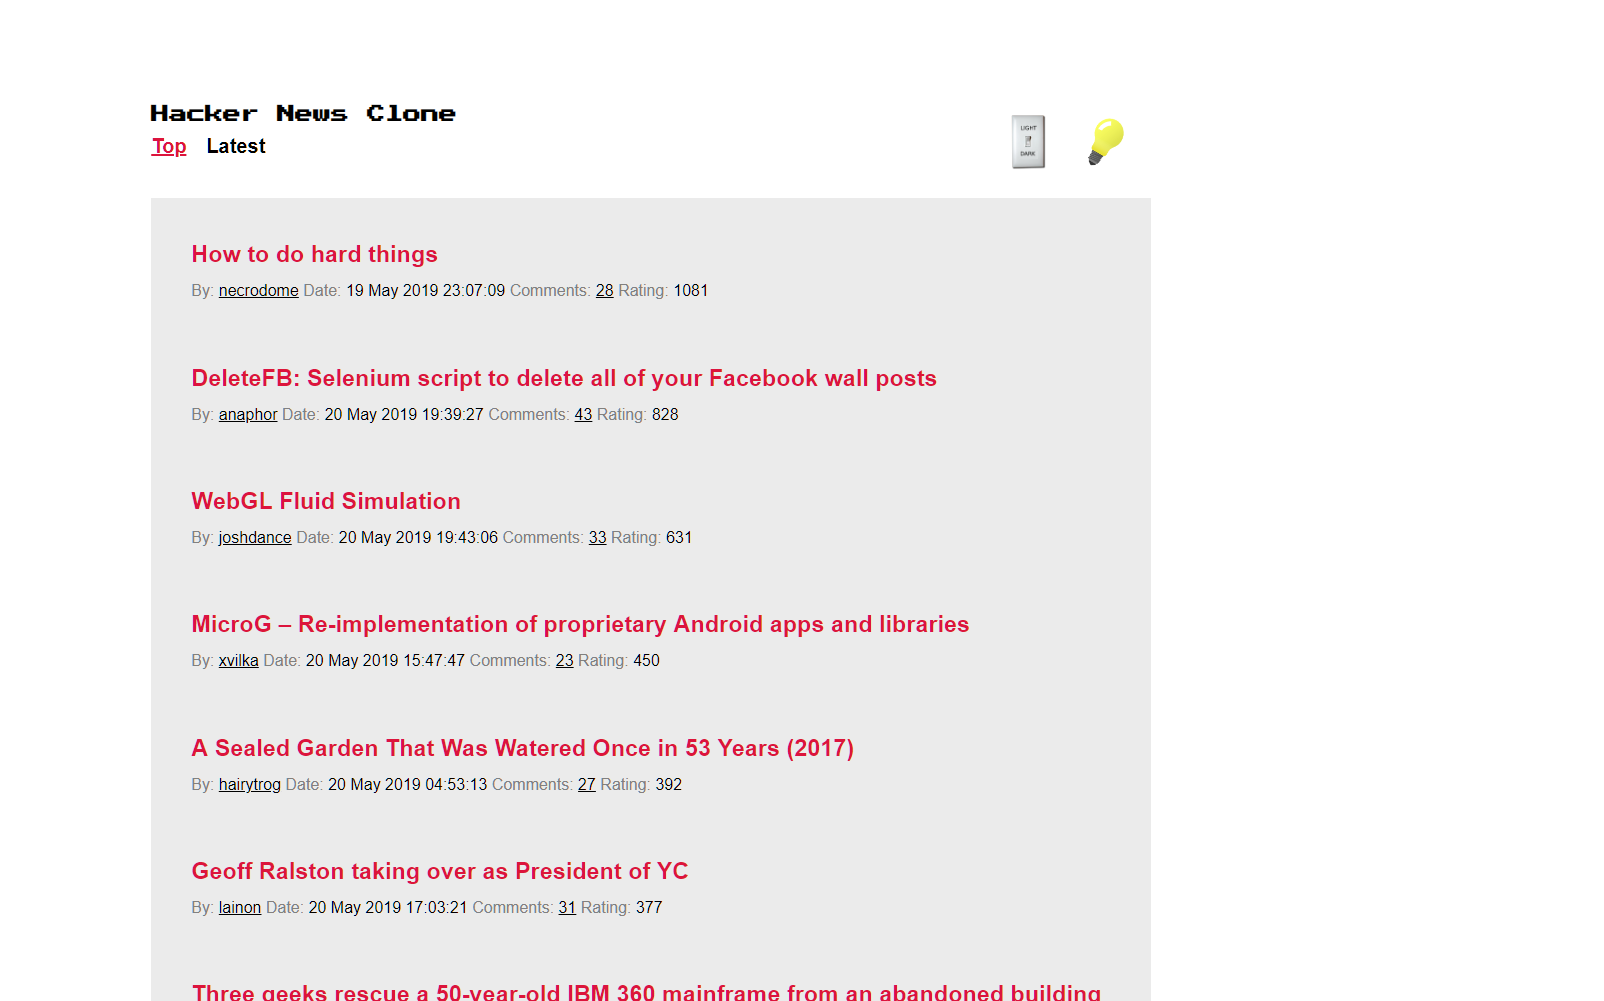 Hacker News Clone
Top Latest
LIGHT
DARK
How to do hard things
By: necrodome Date: 19 May 2019 23:07:09 Comments: 28 Rating: 1081
DeleteFB: Selenium script to delete all of your Facebook wall posts
By: anaphor Date: 20 May 2019 19:39:27 Comments: 43 Rating: 828
WebGL Fluid Simulation
By: joshdance Date: 20 May 2019 19:43:06 Comments: 33 Rating: 631
MicroG – Re-implementation of proprietary Android apps and libraries
By: xvilka Date: 20 May 2019 15:47:47 Comments: 23 Rating: 450
A Sealed Garden That Was Watered Once in 53 Years (2017)
By: hairytrog Date: 20 May 2019 04:53:13 Comments: 27 Rating: 392
Geoff Ralston taking over as President of YC
By: lainon Date: 20 May 2019 17:03:21 Comments: 31 Rating: 377
Three geeks rescue a 50-year-old IBM 360 mainframe from an abandoned building